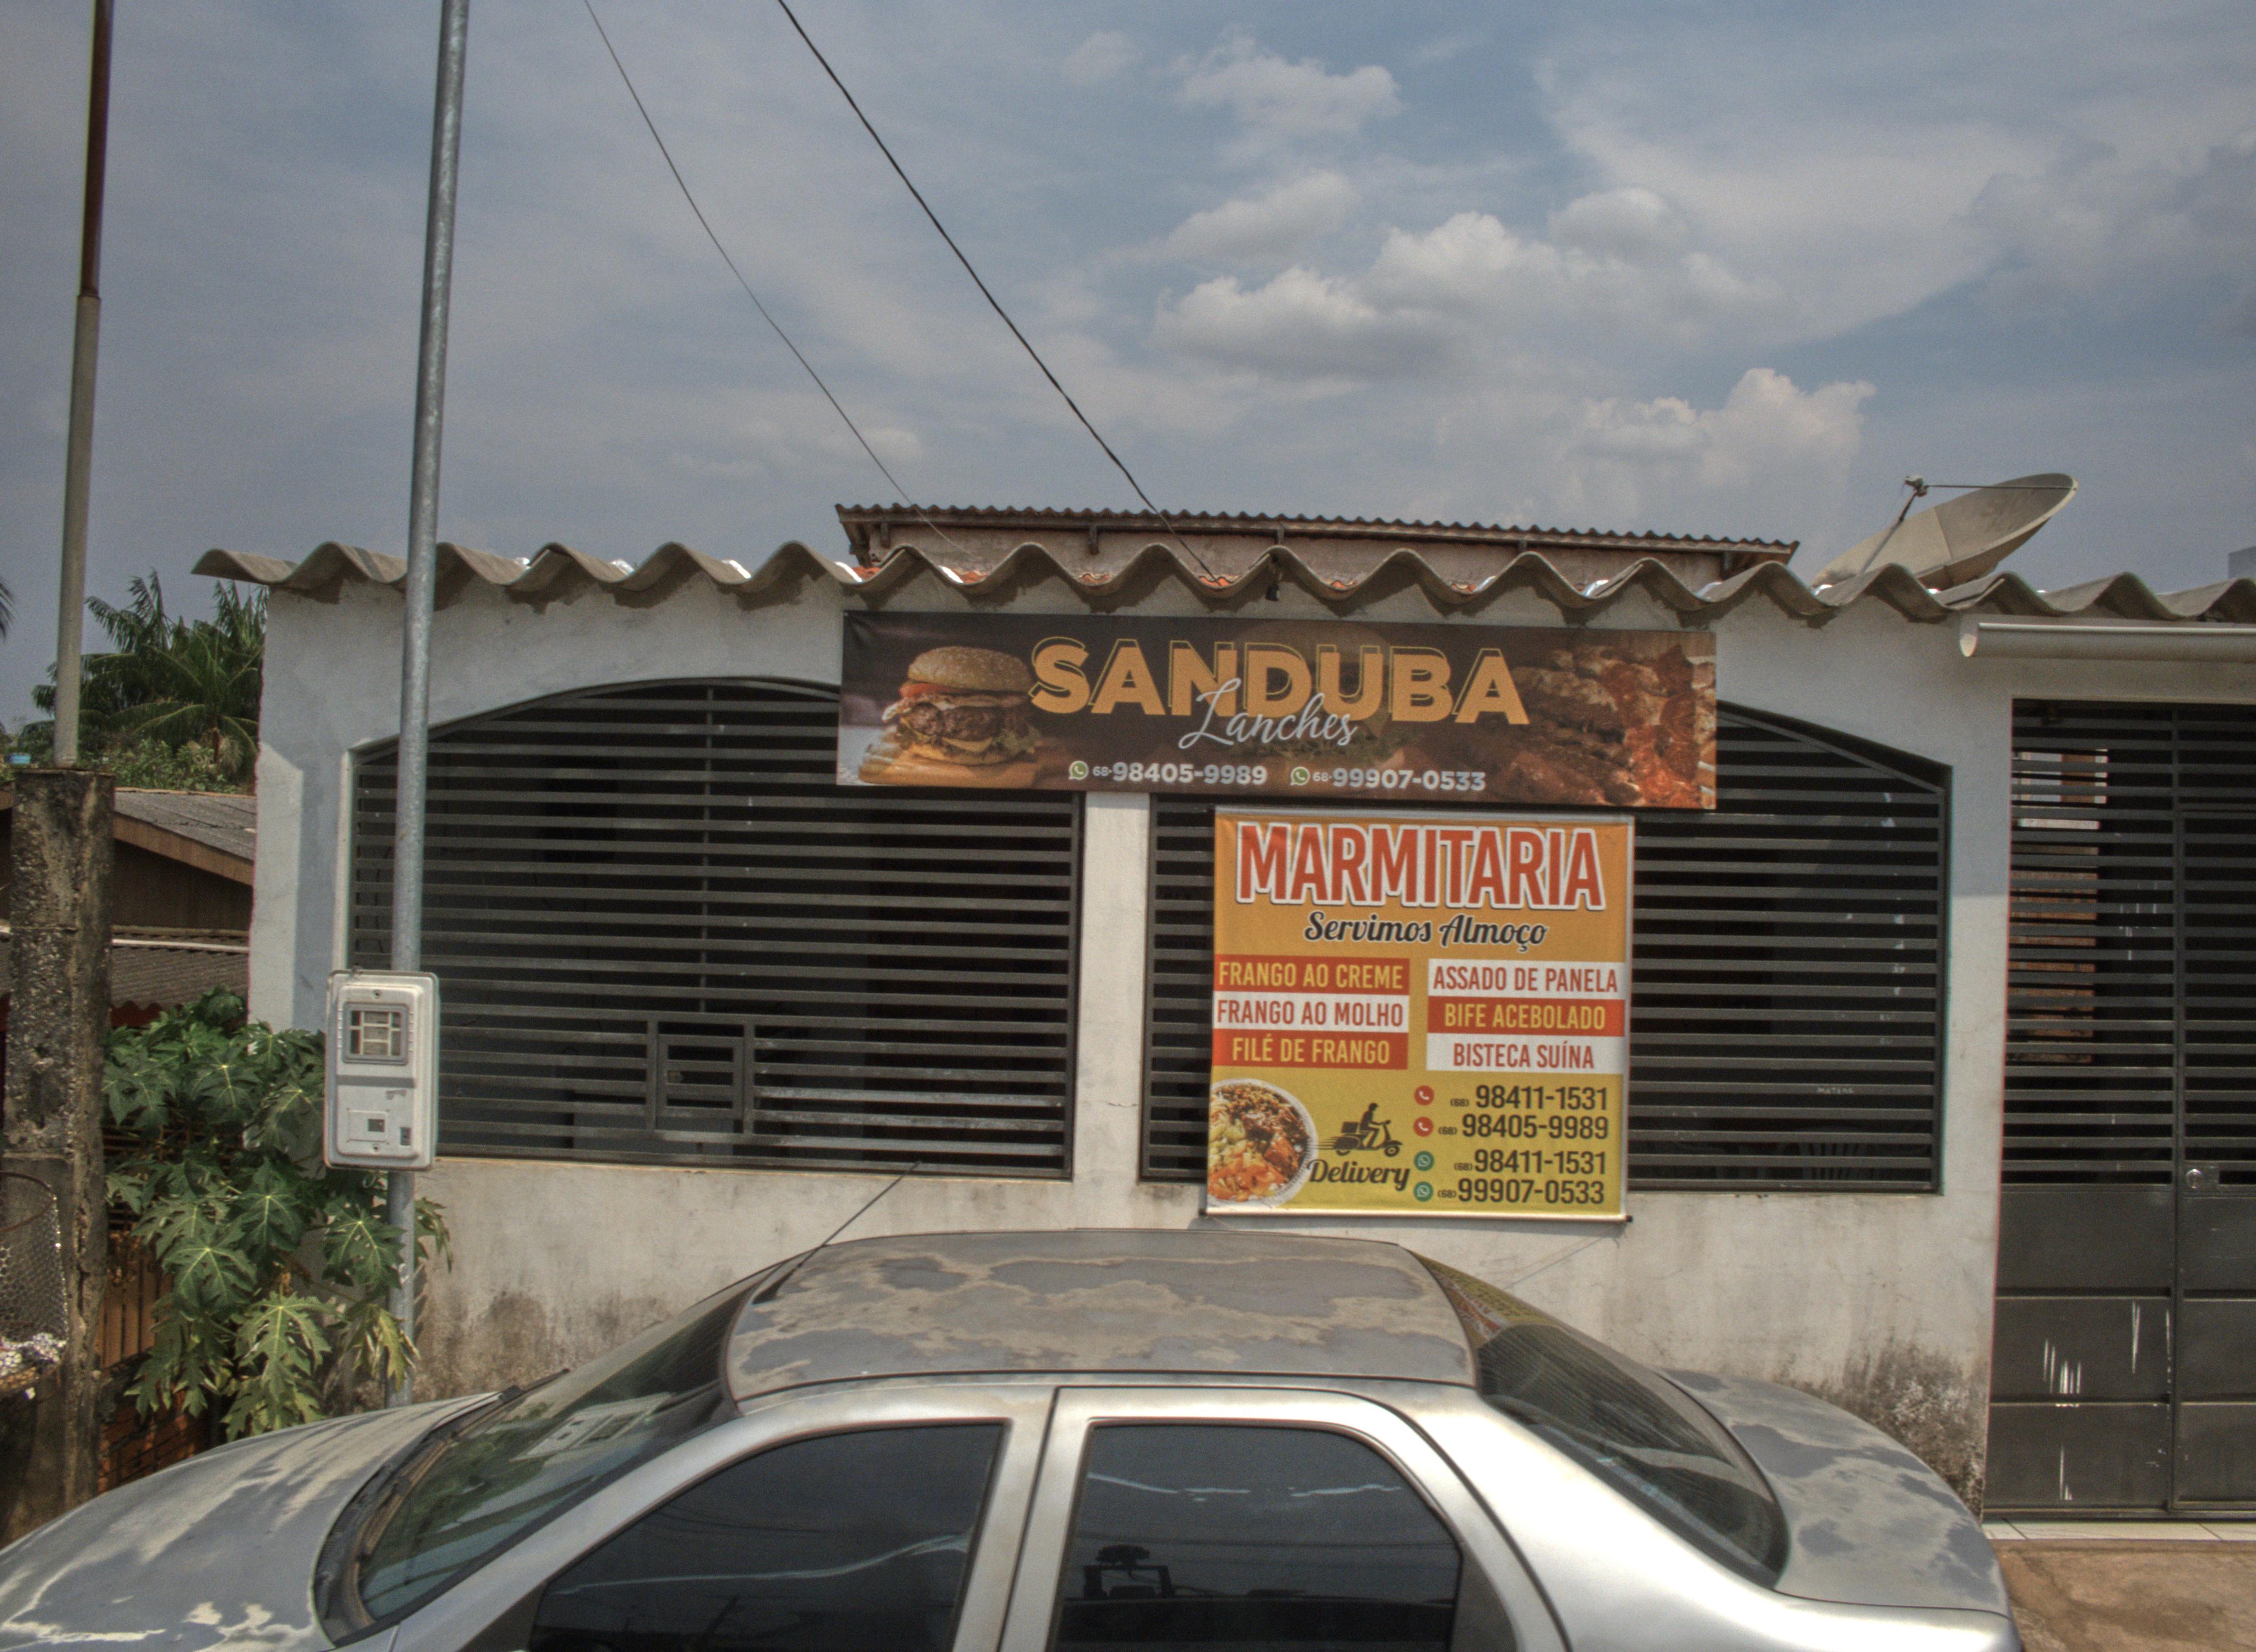 SANDUBA
Lanches
68-98405-9989 68-99907-0533
MARMITARIA
Servimos Almoço
FRANGO AO CREME
FRANGO AO MOLHO
FILÉ DE FRANGO
ASSADO DE PANELA
BIFE ACEBOLADO
BISTECA SUÍNA
Delivery
(68) 98411-1531
(68) 98405-9989
(68) 98411-1531
(68) 99907-0533